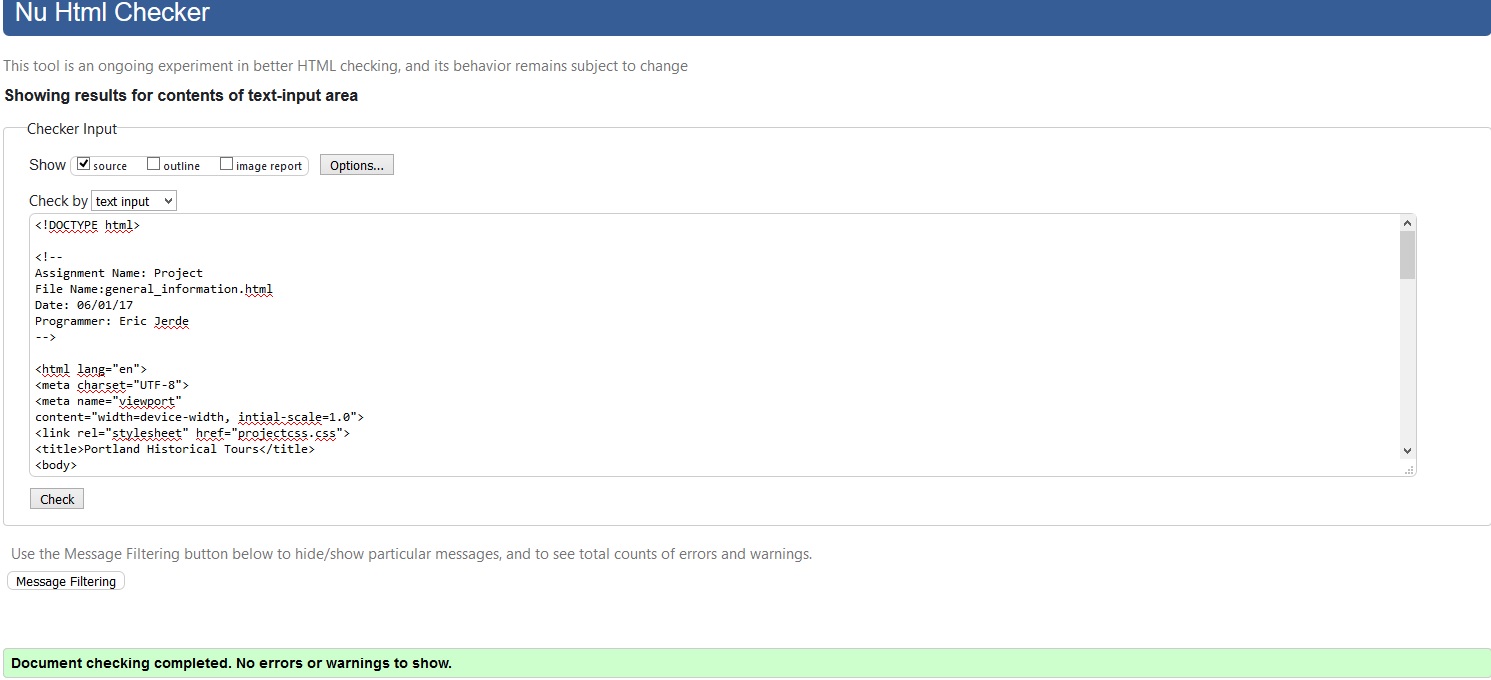 Nu Html Checker
This tool is an ongoing experiment in better HTML checking, and its behavior remains subject to change
Showing results for contents of text-input area
Checker Input
Show source outline image report Options...
Check by text input
<!DOCTYPE html>
<!--
Assignment Name: Project
File Name:general_information.html
Date: 06/01/17
Programmer: Eric Jerde
-->
<html lang="en">
<meta charset="UTF-8">
<meta name="viewport"
content="width=device-width, intial-scale=1.0">
<link rel="stylesheet" href="projectcss.css">
<title>Portland Historical Tours</title>
<body>
Check
Use the Message Filtering button below to hide/show particular messages, and to see total counts of errors and warnings.
Message Filtering
Document checking completed. No errors or warnings to show.